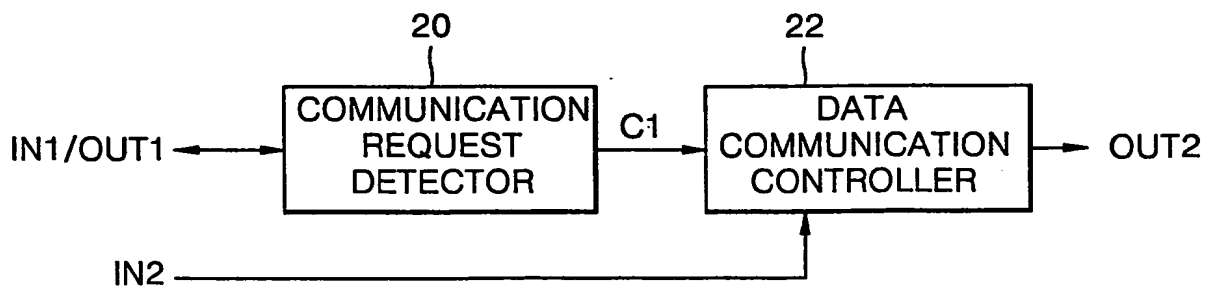 20
22
COMMUNICATION
REQUEST
DETECTOR
DATA
COMMUNICATION
CONTROLLER
IN1/OUT1
C1
OUT2
IN2